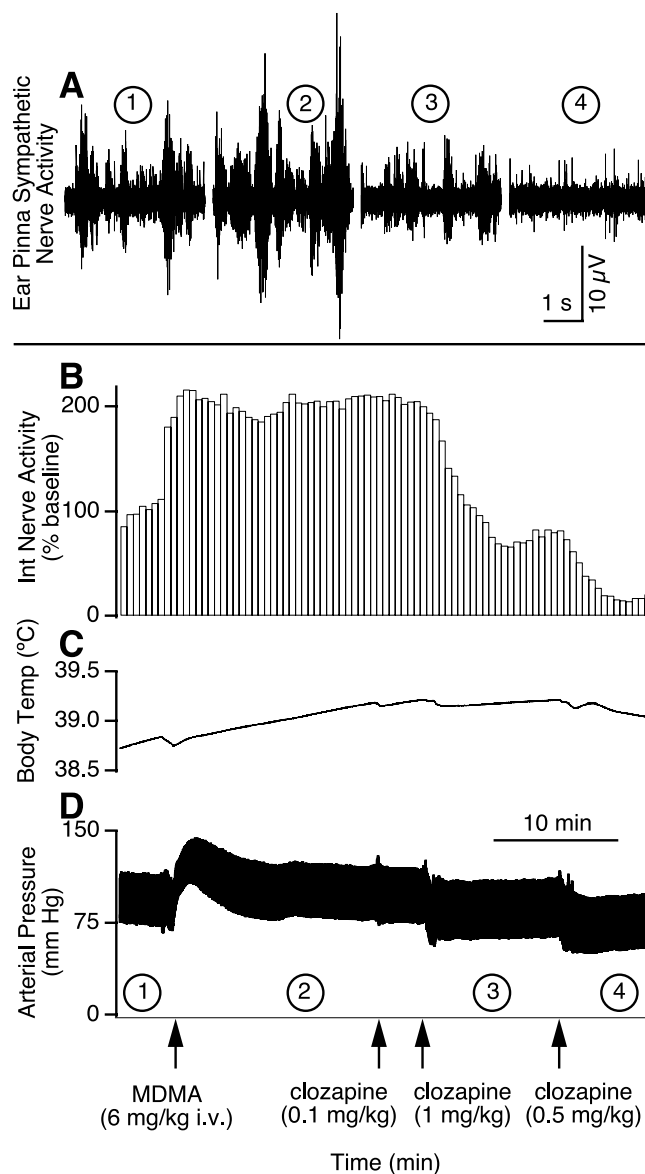 A
1
2
3
4
Ear Pinna Sympathetic
Nerve Activity
1 s
10 µV
B
Int Nerve Activity
(% baseline)
200
100
0
C
Body Temp (ºC)
39.5
39.0
38.5
D
Arterial Pressure
(mm Hg)
150
75
0
10 min
1
2
3
4
MDMA
(6 mg/kg i.v.)
clozapine
(0.1 mg/kg)
clozapine
(1 mg/kg)
clozapine
(0.5 mg/kg)
Time (min)